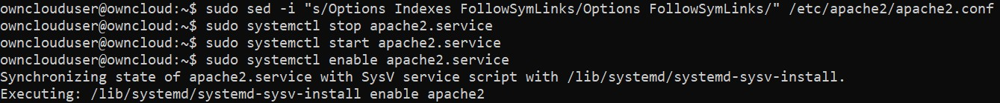 ownclouduser@owncloud:~$ sudo sed -i "s/Options Indexes FollowSymLinks/Options FollowSymLinks/" /etc/apache2/apache2.conf
ownclouduser@owncloud:~$ sudo systemctl stop apache2.service
ownclouduser@owncloud:~$ sudo systemctl start apache2.service
ownclouduser@owncloud:~$ sudo systemctl enable apache2.service
Synchronizing state of apache2.service with SysV service script with /lib/systemd/systemd-sysv-install.
Executing: /lib/systemd/systemd-sysv-install enable apache2